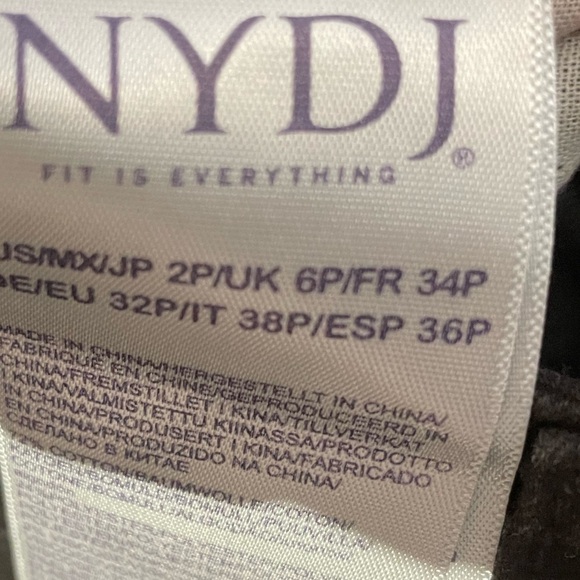 NYDJ®
FIT IS EVERYTHING
US/MX/JP 2P/UK 6P/FR 34P
DE/EU 32P/IT 38P/ESP 36P
MADE IN CHINA/HERGESTELLT IN CHINA/
FABRIQUE EN CHINE/GEPRODUCEERD IN
CHINA/FREMSTILLET I KINA/TILLVERKAT
I KINA/VALMISTETTU KIINASSA/PRODOTTO
IN CHINA/PRODUSERT I KINA/FABRICADO
EN CHINA/PRODUZIDO NA CHINA/
СДЕЛАНО В КИТАЕ
COTTON/BAUMWOLLE/